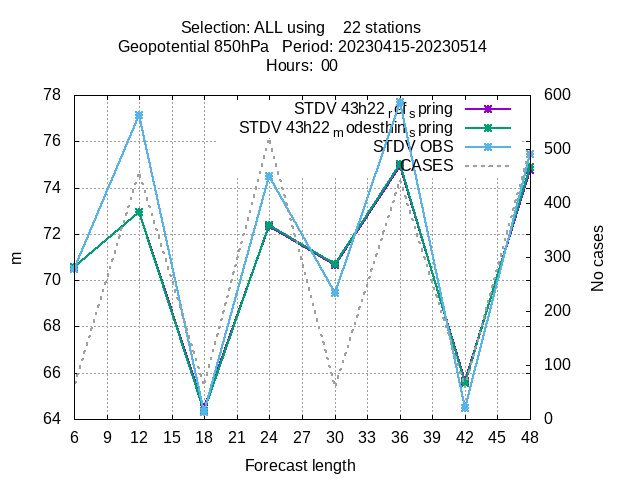 Selection: ALL using    22 stations
Geopotential 850hPa   Period: 20230415-20230514
Hours:  00
STDV 43h22_ref_spring
STDV 43h22_modesthin_spring
STDV OBS
CASES
78
76
74
72
70
68
66
64
600
500
400
300
200
100
0
m
No cases
6 9 12 15 18 21 24 27 30 33 36 39 42 45 48
Forecast length